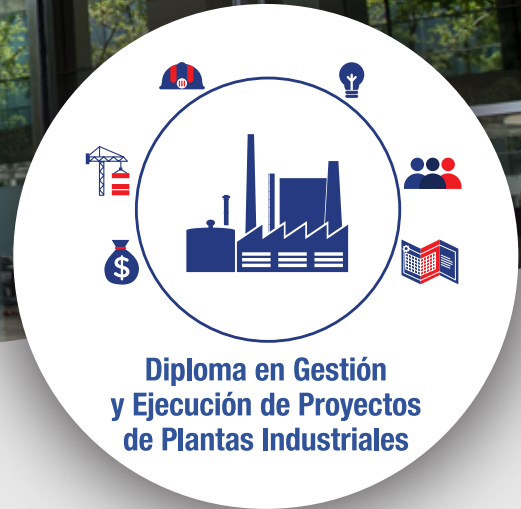 $
Diploma en Gestión
y Ejecución de Proyectos
de Plantas Industriales